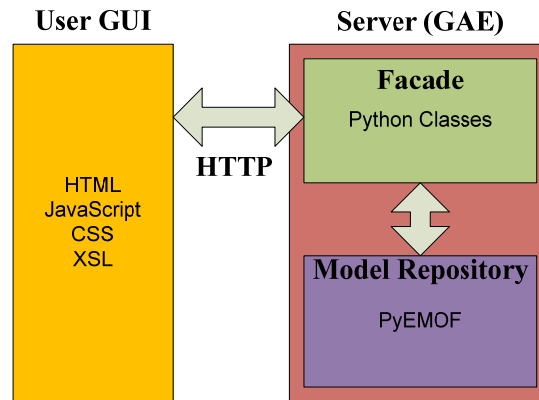 User GUI
Server (GAE)
HTML
JavaScript
CSS
XSL
HTTP
Facade
Python Classes
Model Repository
PyEMOF